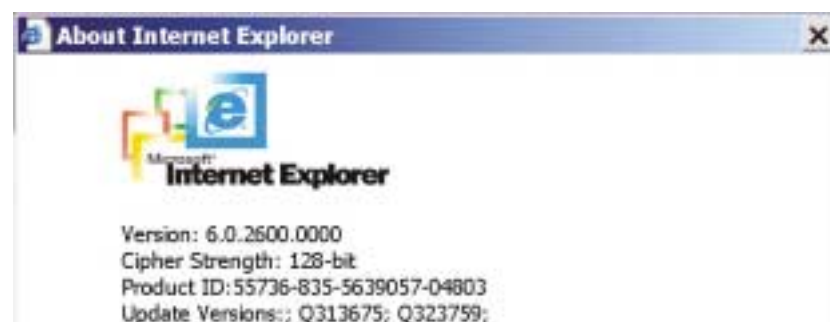 About Internet Explorer
Microsoft
Internet Explorer
Version: 6.0.2600.0000
Cipher Strength: 128-bit
Product ID:55736-835-5639057-04803
Update Versions:; Q313675; Q323759;